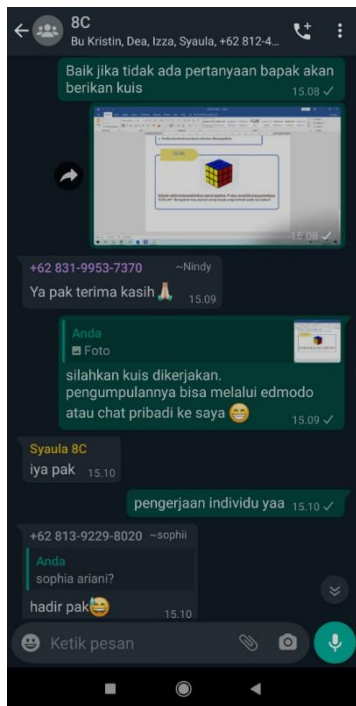 8C
Bu Kristin, Dea, Izza, Syaula, +62 812-4...
Baik jika tidak ada pertanyaan bapak akan
berikan kuis
15.08
15.08
+62 831-9953-7370 ~Nindy
Ya pak terima kasih🙏🏻
15.09
Anda
Foto
silahkan kuis dikerjakan.
pengumpulannya bisa melalui edmodo
atau chat pribadi ke saya 😁
15.09
Syaula 8C
iya pak 15.10
pengerjaan individu yaa 15.10
+62 813-9229-8020 ~sophii
Anda
sophia ariani?
hadir pak😅
15.10
Ketik pesan